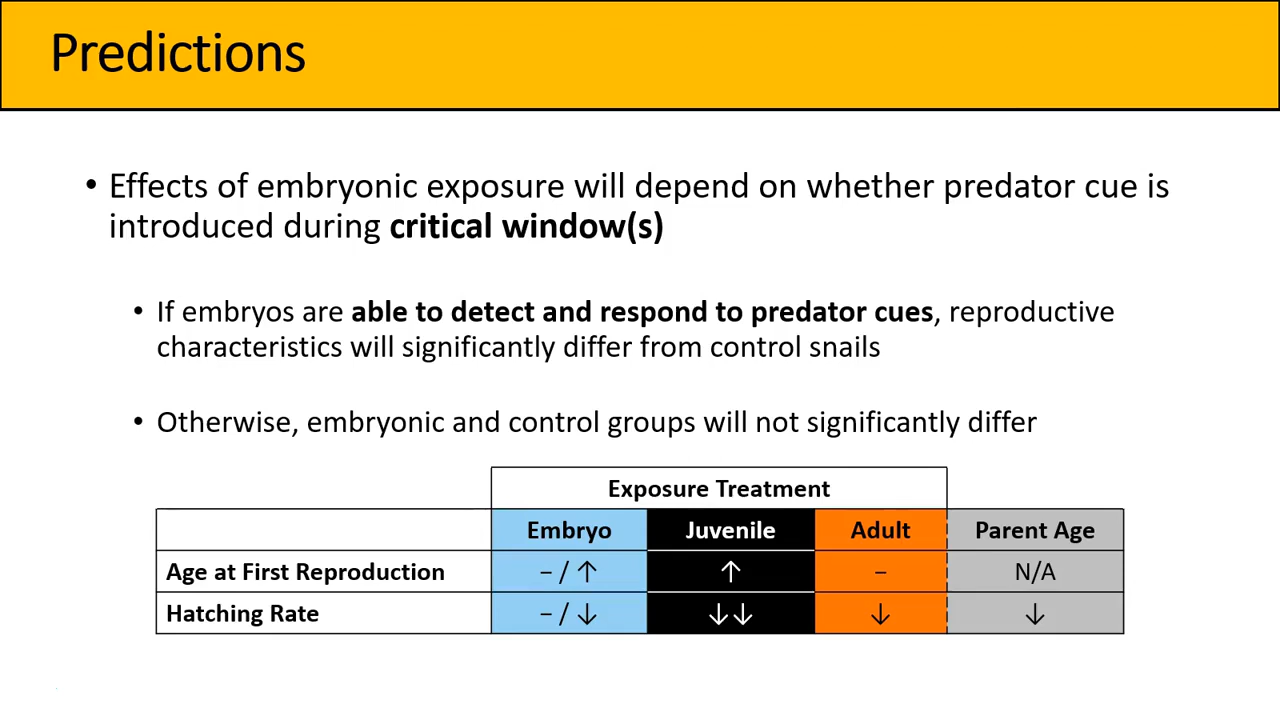 Predictions
• Effects of embryonic exposure will depend on whether predator cue is
introduced during critical window(s)
• If embryos are able to detect and respond to predator cues, reproductive
characteristics will significantly differ from control snails
• Otherwise, embryonic and control groups will not significantly differ
Exposure Treatment
Embryo Juvenile Adult Parent Age
Age at First Reproduction − / ↑ ↑ − N/A
Hatching Rate − / ↓ ↓↓ ↓ ↓